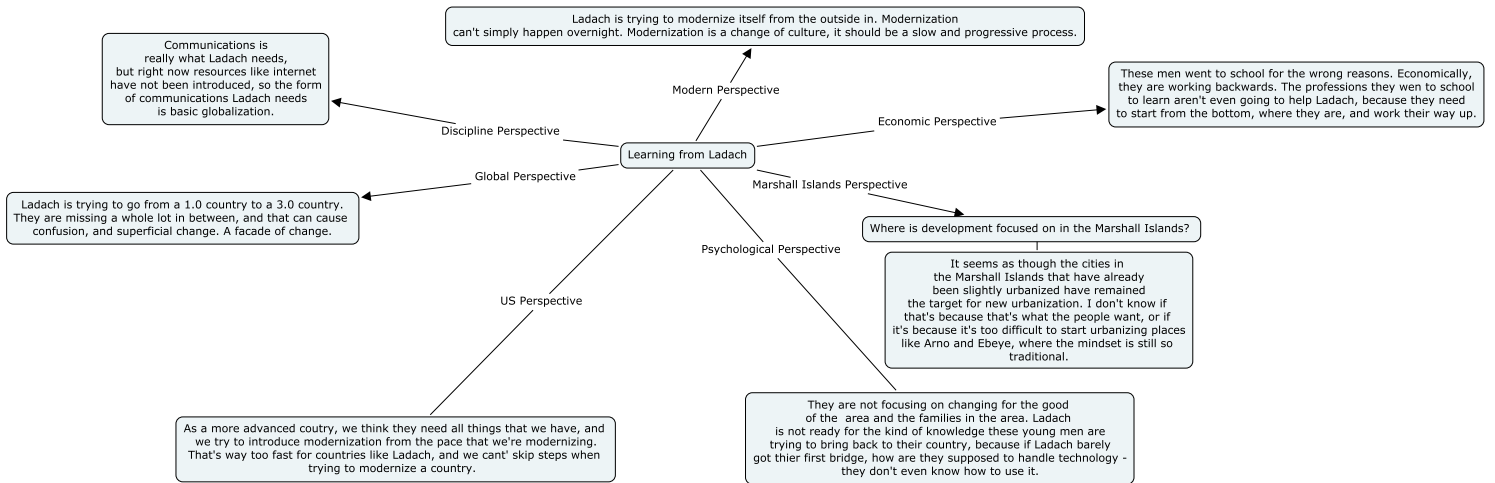 Ladach is trying to modernize itself from the outside in. Modernization
can't simply happen overnight. Modernization is a change of culture, it should be a slow and progressive process.
Communications is
really what Ladach needs,
but right now resources like internet
have not been introduced, so the form
of communications Ladach needs
is basic globalization.
These men went to school for the wrong reasons. Economically,
they are working backwards. The professions they wen to school
to learn aren't even going to help Ladach, because they need
to start from the bottom, where they are, and work their way up.
Modern Perspective
Economic Perspective
Discipline Perspective
Learning from Ladach
Global Perspective
Marshall Islands Perspective
Ladach is trying to go from a 1.0 country to a 3.0 country.
They are missing a whole lot in between, and that can cause
confusion, and superficial change. A facade of change.
Where is development focused on in the Marshall Islands?
Psychological Perspective
It seems as though the cities in
the Marshall Islands that have already
been slightly urbanized have remained
the target for new urbanization. I don't know if
that's because that's what the people want, or if
it's because it's too difficult to start urbanizing places
like Arno and Ebeye, where the mindset is still so
traditional.
US Perspective
As a more advanced coutry, we think they need all things that we have, and
we try to introduce modernization from the pace that we're modernizing.
That's way too fast for countries like Ladach, and we cant' skip steps when
trying to modernize a country.
They are not focusing on changing for the good
of the  area and the families in the area. Ladach
is not ready for the kind of knowledge these young men are
trying to bring back to their country, because if Ladach barely
got thier first bridge, how are they supposed to handle technology -
they don't even know how to use it.